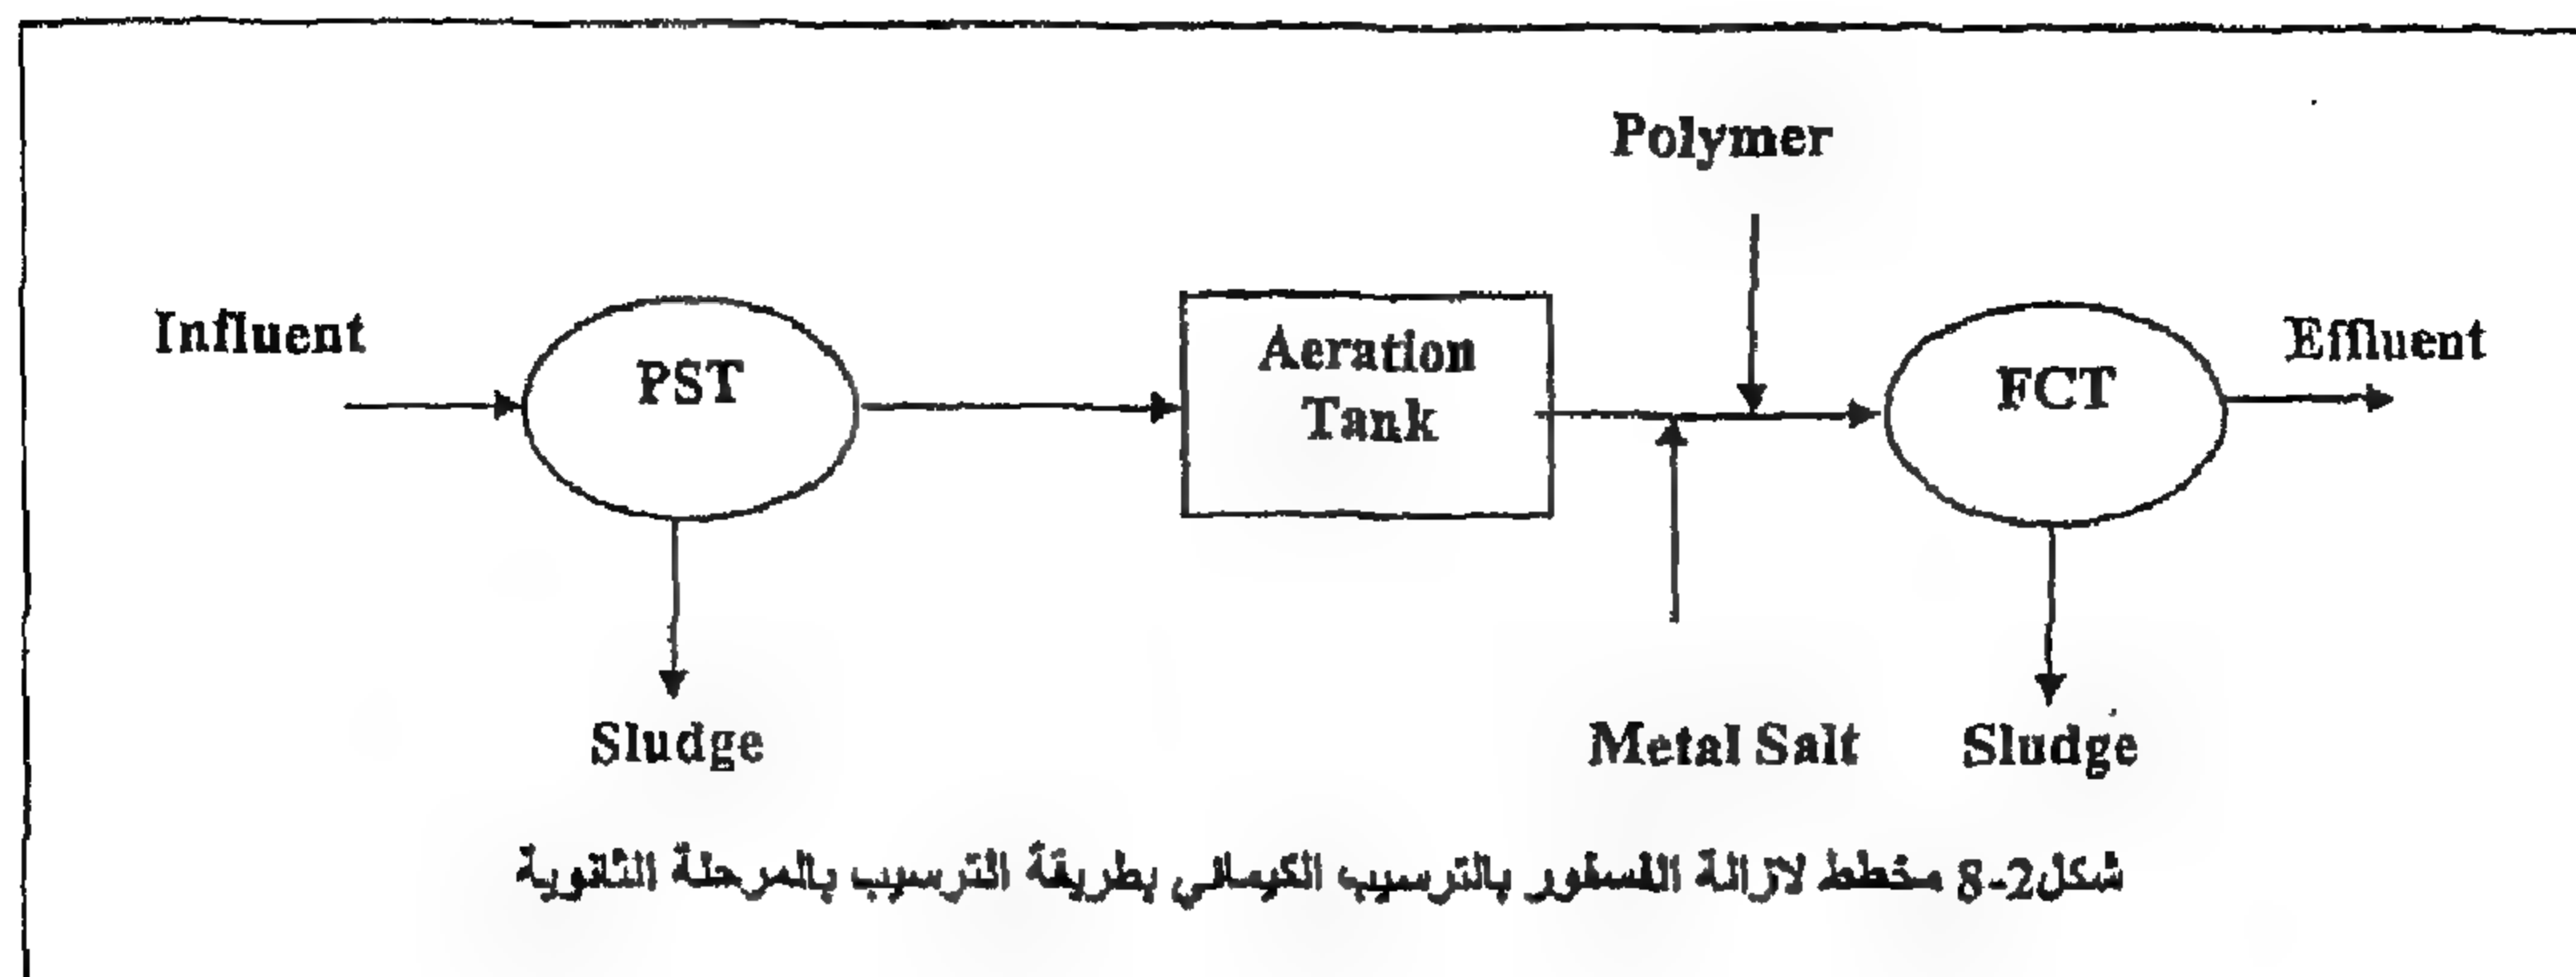 Polymer
Influent
PST
Aeration
Tank
FCT
Effluent
Sludge
Metal Salt
Sludge
شكل2-8 مخطط لازالة الفسفور بالترسيب الكيمائي بطريقة الترسيب بالمرحلة الثانوية